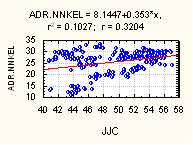 ADR.NNKEL = 8.1447+0.353*x,
r² = 0.1027; r = 0.3204
ADR.NNKEL
35
30
25
20
15
10
5
40 42 44 46 48 50 52 54 56 58
JJC